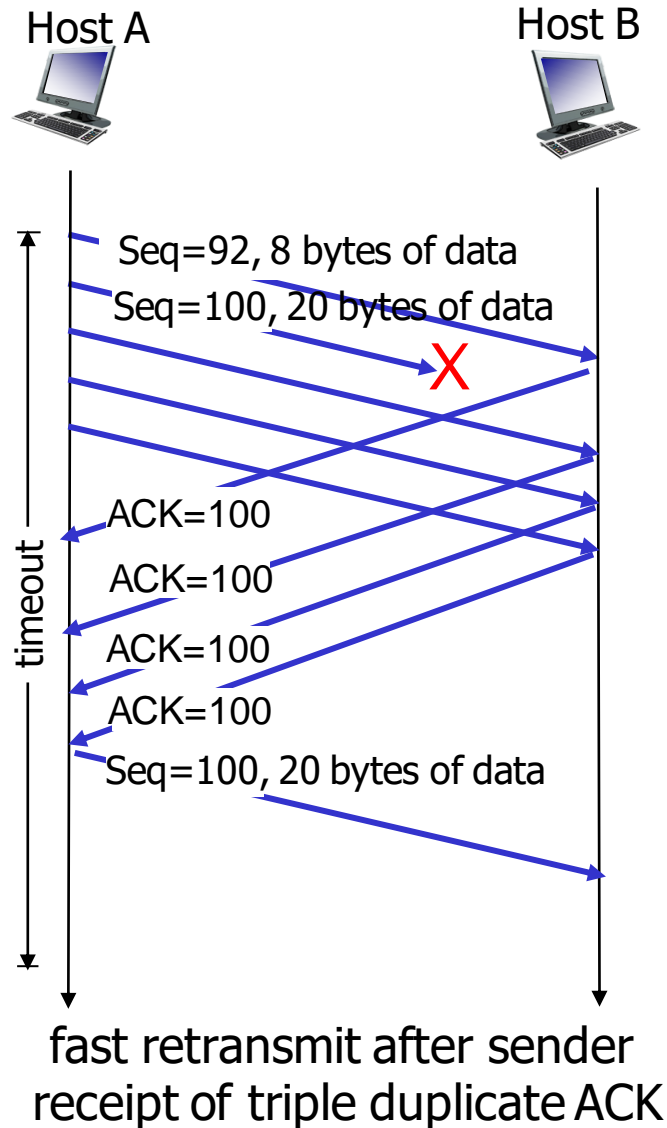 Host A
Host B
Seq=92, 8 bytes of data
Seq=100, 20 bytes of data
X
ACK=100
timeout
ACK=100
ACK=100
ACK=100
Seq=100, 20 bytes of data
fast retransmit after sender
receipt of triple duplicate ACK